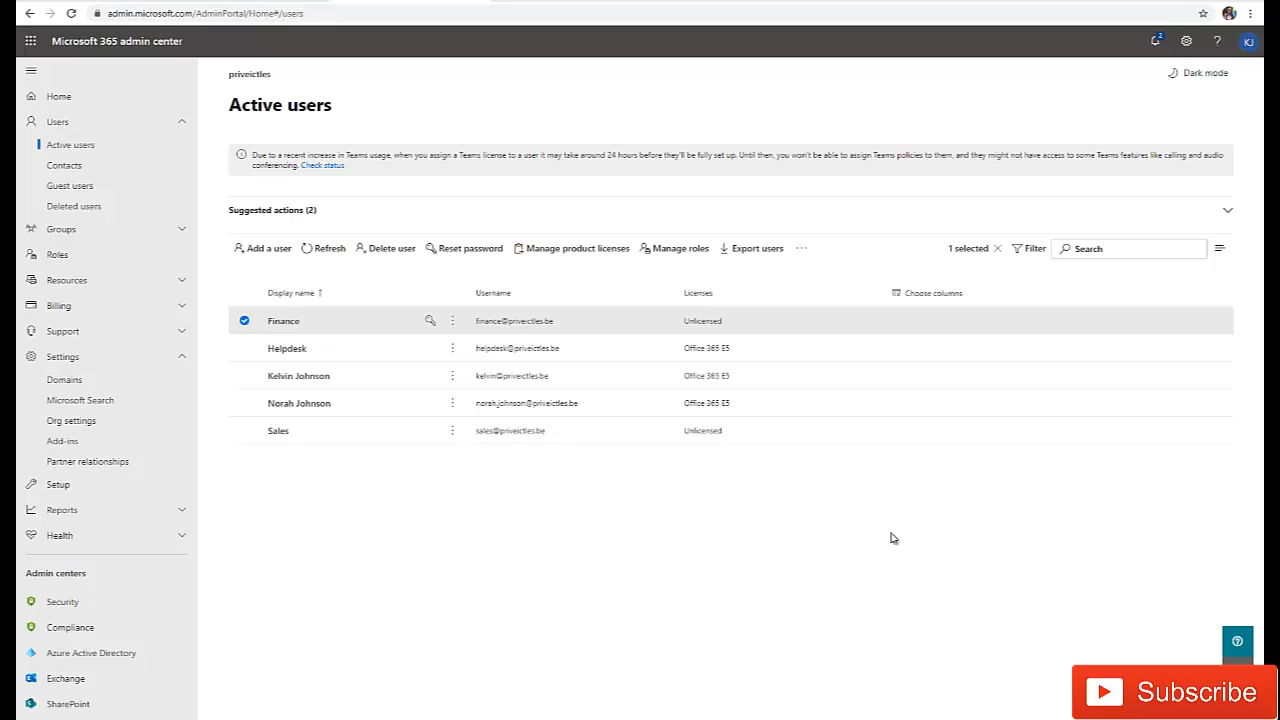 admin.microsoft.com/AdminPortal/Home#/users
Microsoft 365 admin center
2
KJ
Home
Users
Active users
Contacts
Guest users
Deleted users
Groups
Roles
Resources
Billing
Support
Settings
Domains
Microsoft Search
Org settings
Add-ins
Partner relationships
Setup
Reports
Health
Admin centers
Security
Compliance
Azure Active Directory
Exchange
SharePoint
priveictles
Dark mode
Active users
Due to a recent increase in Teams usage, when you assign a Teams license to a user it may take around 24 hours before they'll be fully set up. Until then, you won't be able to assign Teams policies to them, and they might not have access to some Teams features like calling and audio
conferencing. Check status
Suggested actions (2)
Add a user Refresh Delete user Reset password Manage product licenses Manage roles Export users ··· 1 selected Filter Search
Display name ↑ Username Licenses Choose columns
Finance finance@priveictles.be Unlicensed
Helpdesk helpdesk@priveictles.be Office 365 E5
Kelvin Johnson kelvin@priveictles.be Office 365 E5
Norah Johnson norah.johnson@priveictles.be Office 365 E5
Sales sales@priveictles.be Unlicensed
Subscribe